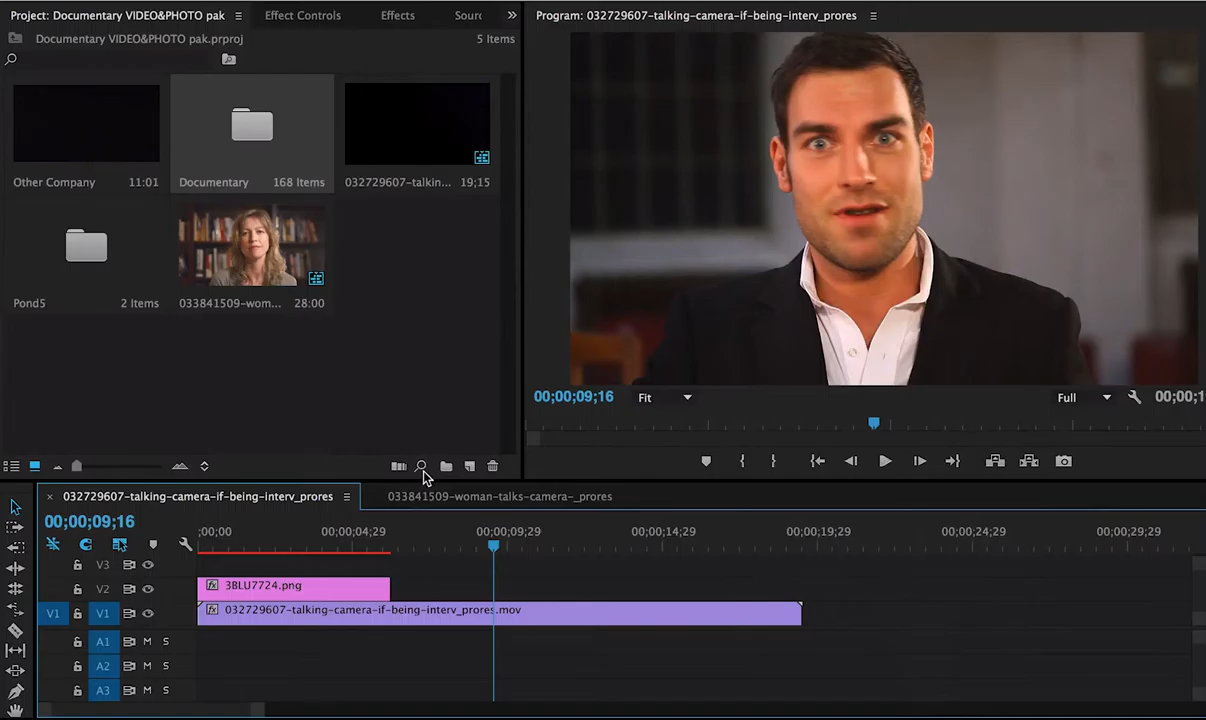 Project: Documentary VIDEO&PHOTO pak
Effect Controls
Effects
Sourc
Documentary VIDEO&PHOTO pak.prproj
5 Items
Other Company 11:01
Documentary 168 Items
032729607-talkin... 19;15
Pond5 2 Items
033841509-wom... 28:00
Program: 032729607-talking-camera-if-being-interv_prores
00;00;09;16
Fit
Full
00;00;1
032729607-talking-camera-if-being-interv_prores
033841509-woman-talks-camera-_prores
00;00;09;16
;00;00 00;00;04;29 00;00;09;29 00;00;14;29 00;00;19;29 00;00;24;29 00;00;29;29
V3
V2
fx 3BLU7724.png
V1 V1
fx 032729607-talking-camera-if-being-interv_prores.mov
A1 M S
A2 M S
A3 M S